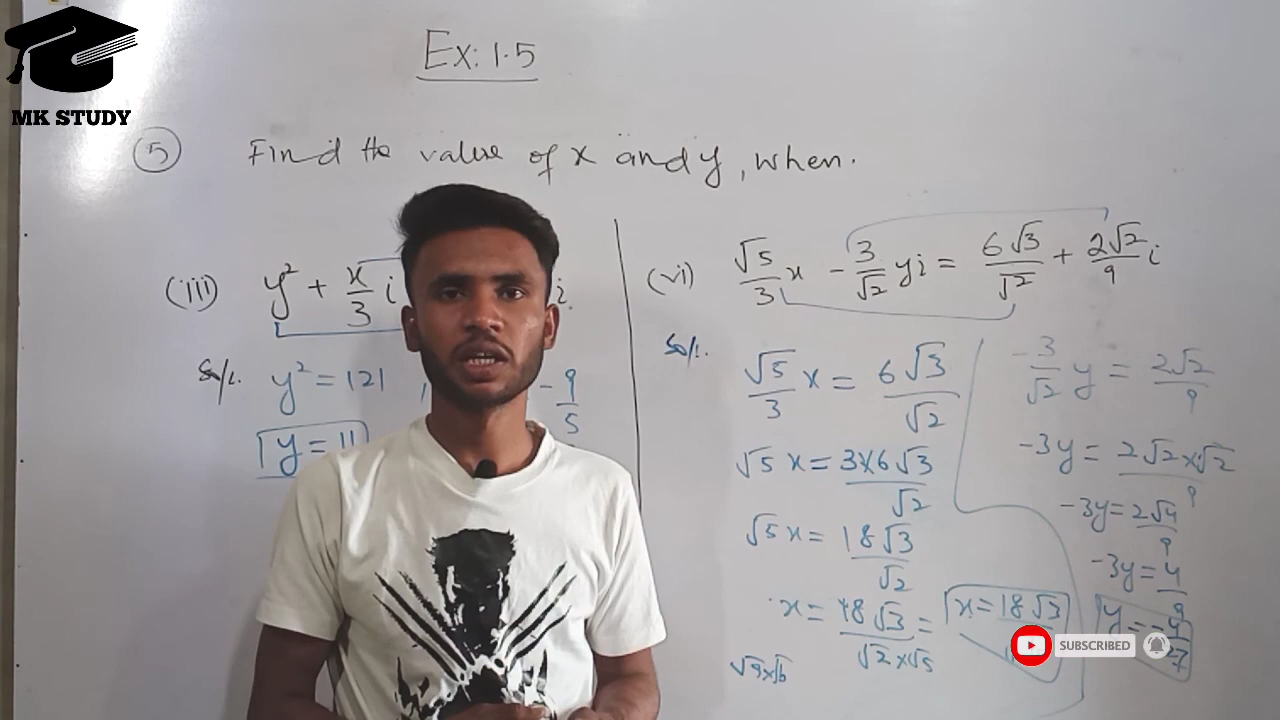 MK STUDY
Ex: 1.5
5 Find the value of x and y, when.
(iii) y² + x/3 i i.
Sol. y² = 121 , - 9/5
y = 11
(vi) √5/3 x - 3/√2 yi = 6√3/√2 + 2√2/9 i
Sol.
√5/3 x = 6√3/√2
√5 x = 3×6√3/√2
√5 x = 18√3/√2
x = 18√3/√2×√5 = x = 18√3
-3/√2 y = 2√2/9
-3y = 2√2×√2/9
-3y = 2√4/9
-3y = 4/9
SUBSCRIBED